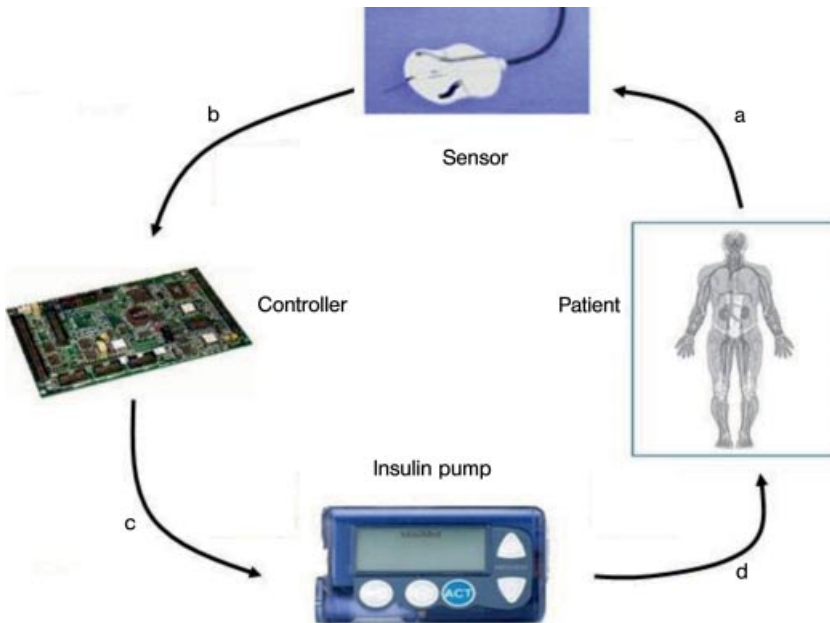 b
a
Sensor
Controller
Patient
Insulin pump
ACT
c
d